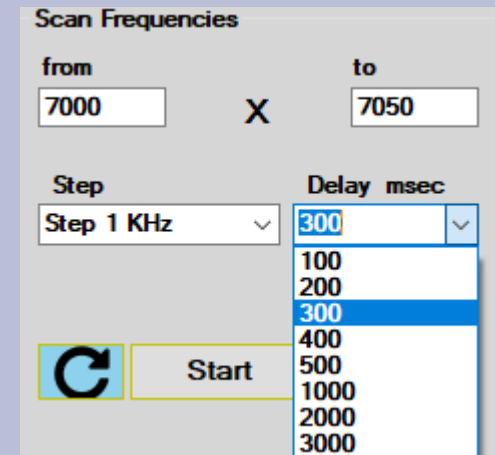 Scan Frequencies
from to
7000 X 7050
Step Delay msec
Step 1 KHz 300
100
200
300
400
500
Start
1000
2000
3000